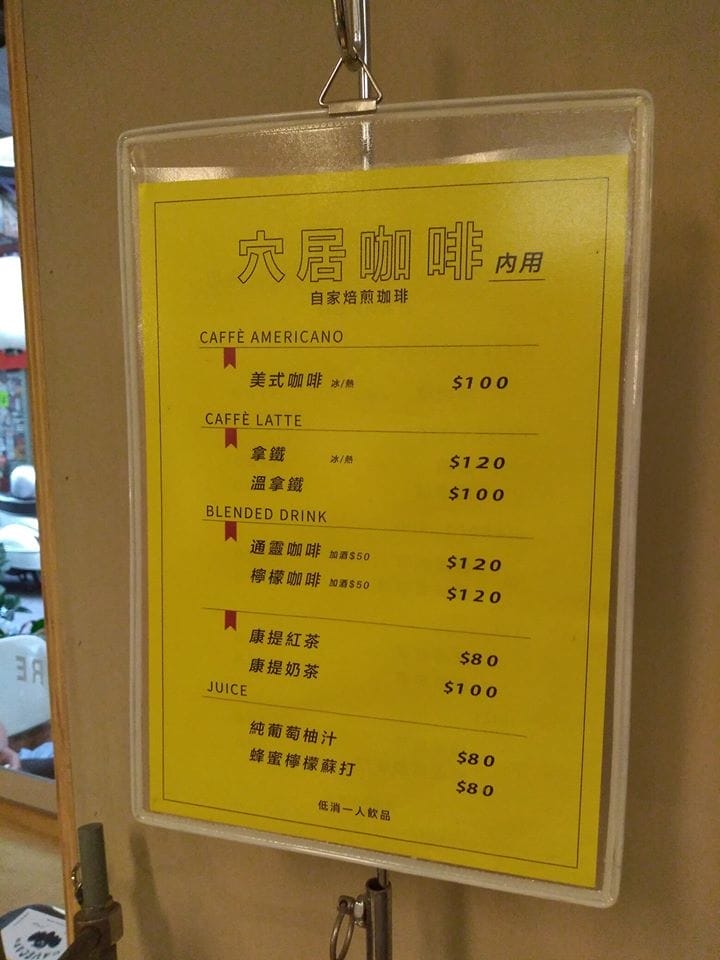 穴居咖啡 內用
自家焙煎珈琲
CAFFÈ AMERICANO
美式咖啡 冰/熱 $100
CAFFÈ LATTE
拿鐵 冰/熱 $120
溫拿鐵 $100
BLENDED DRINK
通靈咖啡 加酒$50 $120
檸檬咖啡 加酒$50 $120
康提紅茶 $80
康提奶茶 $100
JUICE
純葡萄柚汁 $80
蜂蜜檸檬蘇打 $80
低消一人飲品